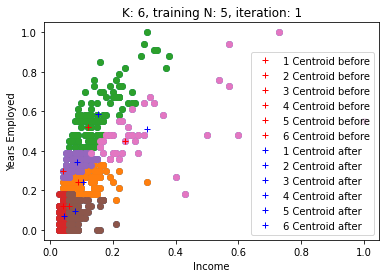 K: 6, training N: 5, iteration: 1
1.0
0.8
0.6
0.4
0.2
0.0
Years Employed
1 Centroid before
2 Centroid before
3 Centroid before
4 Centroid before
5 Centroid before
6 Centroid before
1 Centroid after
2 Centroid after
3 Centroid after
4 Centroid after
5 Centroid after
6 Centroid after
0.0 0.2 0.4 0.6 0.8 1.0
Income